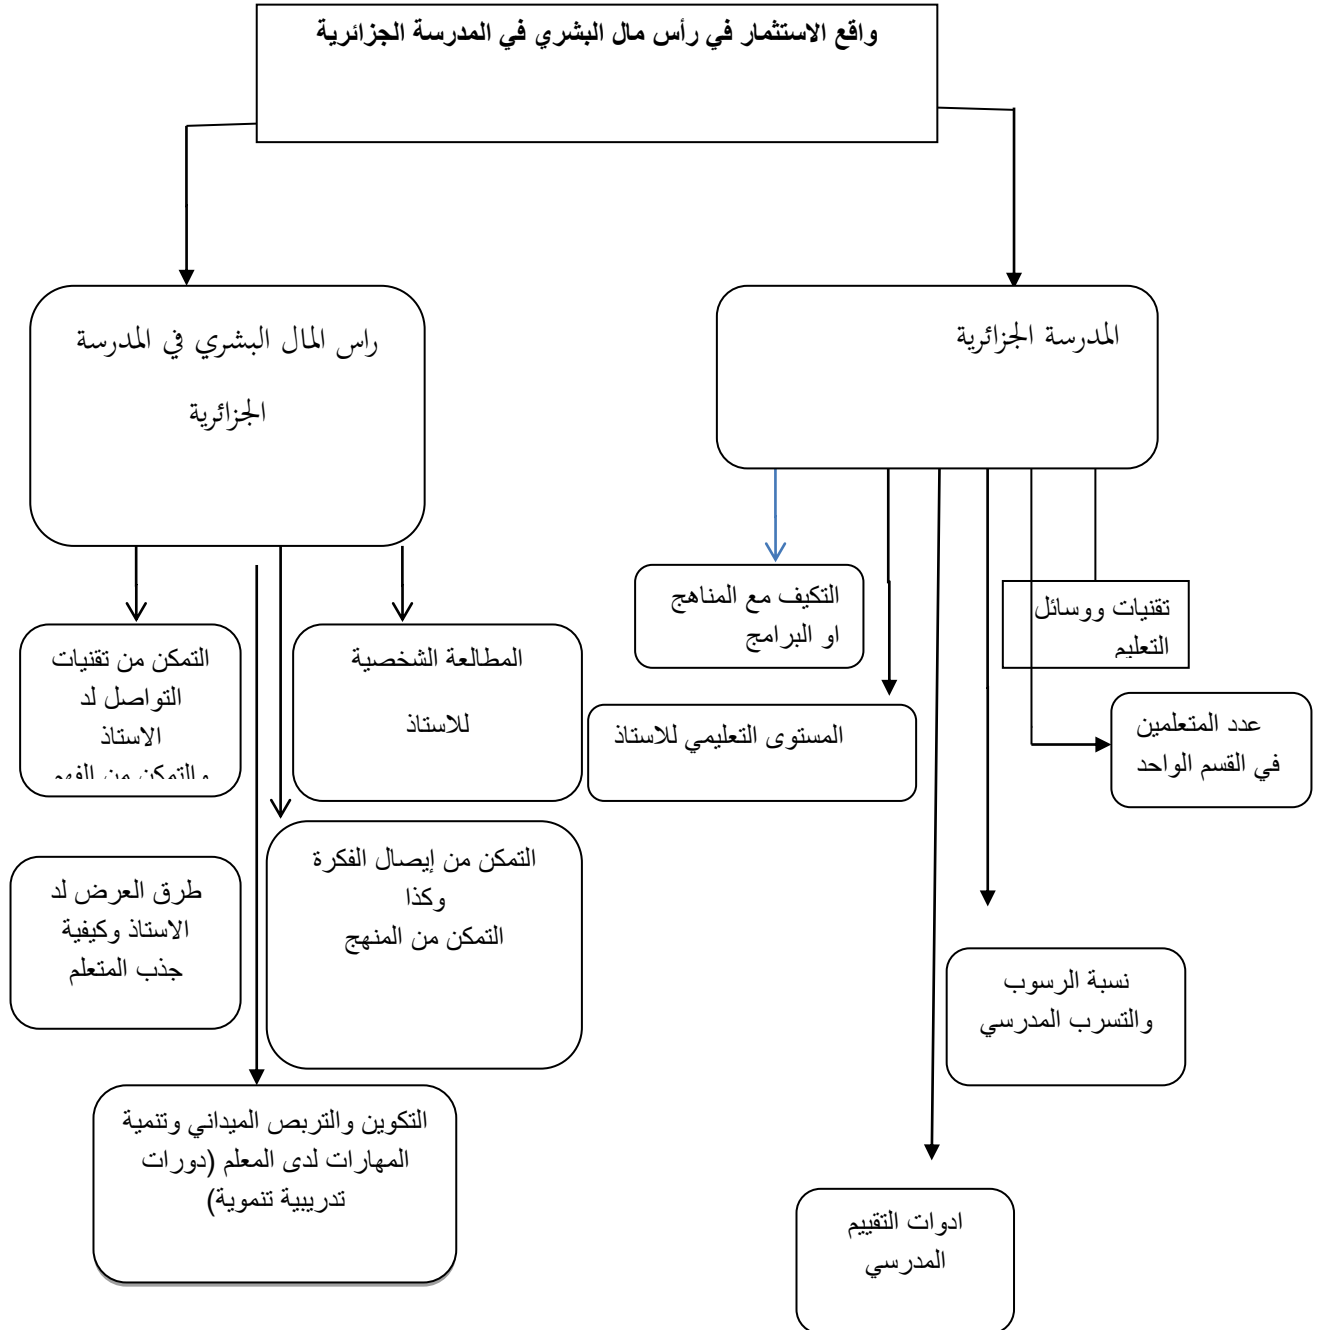 واقع الاستثمار في رأس مال البشري في المدرسة الجزائرية
المدرسة الجزائرية
راس المال البشري في المدرسة
الجزائرية
تقنيات ووسائل
التعليم
التكيف مع المناهج
او البرامج
عدد المتعلمين
في القسم الواحد
المستوى التعليمي للاستاذ
نسبة الرسوب
والتسرب المدرسي
ادوات التقييم
المدرسي
المطالعة الشخصية
للاستاذ
التمكن من تقنيات
التواصل لد
الاستاذ
والتمكن من الفهم
التمكن من إيصال الفكرة
وكذا
التمكن من المنهج
طرق العرض لد
الاستاذ وكيفية
جذب المتعلم
التكوين والتربص الميداني وتنمية
المهارات لدى المعلم (دورات
تدريبية تنموية)